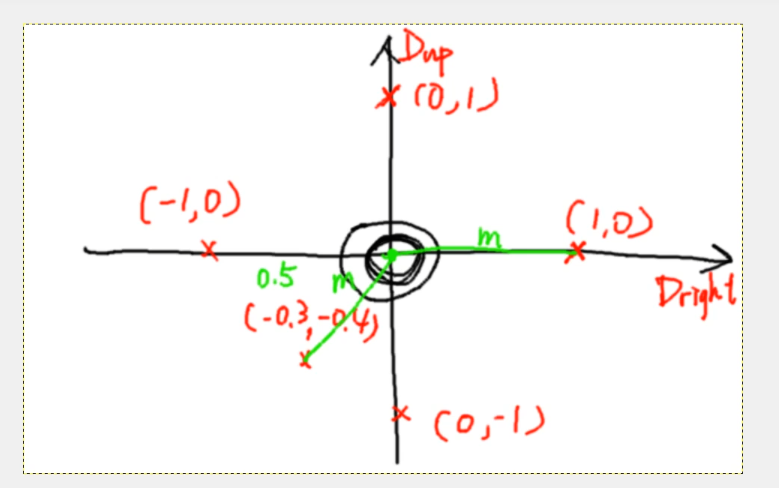 Dup
(0,1)
(-1,0)
(1,0)
m
0.5 m
Dright
(-0.3,-0.4)
(0,-1)